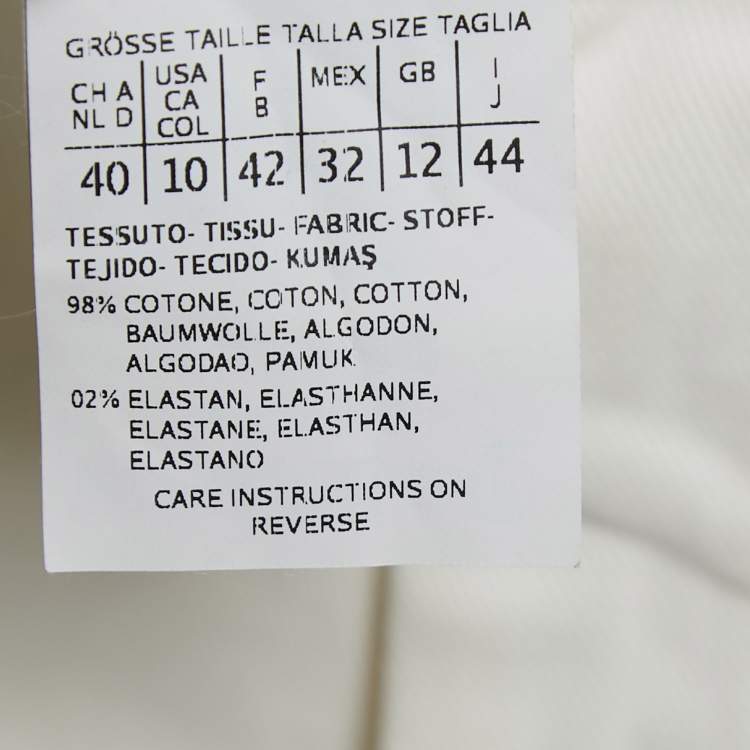 GRÖSSE TAILLE TALLA SIZE TAGLIA
CH A NL D | USA CA COL | F B | MEX | GB | I J
40 | 10 | 42 | 32 | 12 | 44
TESSUTO- TISSU- FABRIC- STOFF-
TEJIDO- TECIDO- KUMAŞ
98% COTONE, COTON, COTTON,
BAUMWOLLE, ALGODON,
ALGODAO, PAMUK
02% ELASTAN, ELASTHANNE,
ELASTANE, ELASTHAN,
ELASTANO
CARE INSTRUCTIONS ON
REVERSE